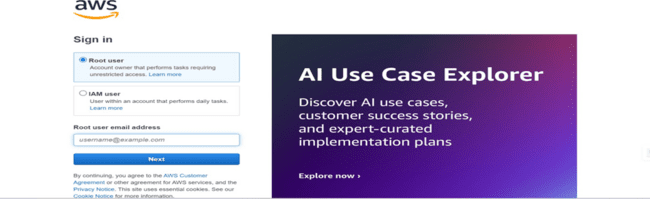 aws
Sign in
Root user
Account owner that performs tasks requiring
unrestricted access. Learn more
IAM user
User within an account that performs daily tasks.
Learn more
Root user email address
username@example.com
Next
By continuing, you agree to the AWS Customer
Agreement or other agreement for AWS services, and the
Privacy Notice. This site uses essential cookies. See our
Cookie Notice for more information.
AI Use Case Explorer
Discover AI use cases,
customer success stories,
and expert-curated
implementation plans
Explore now ›